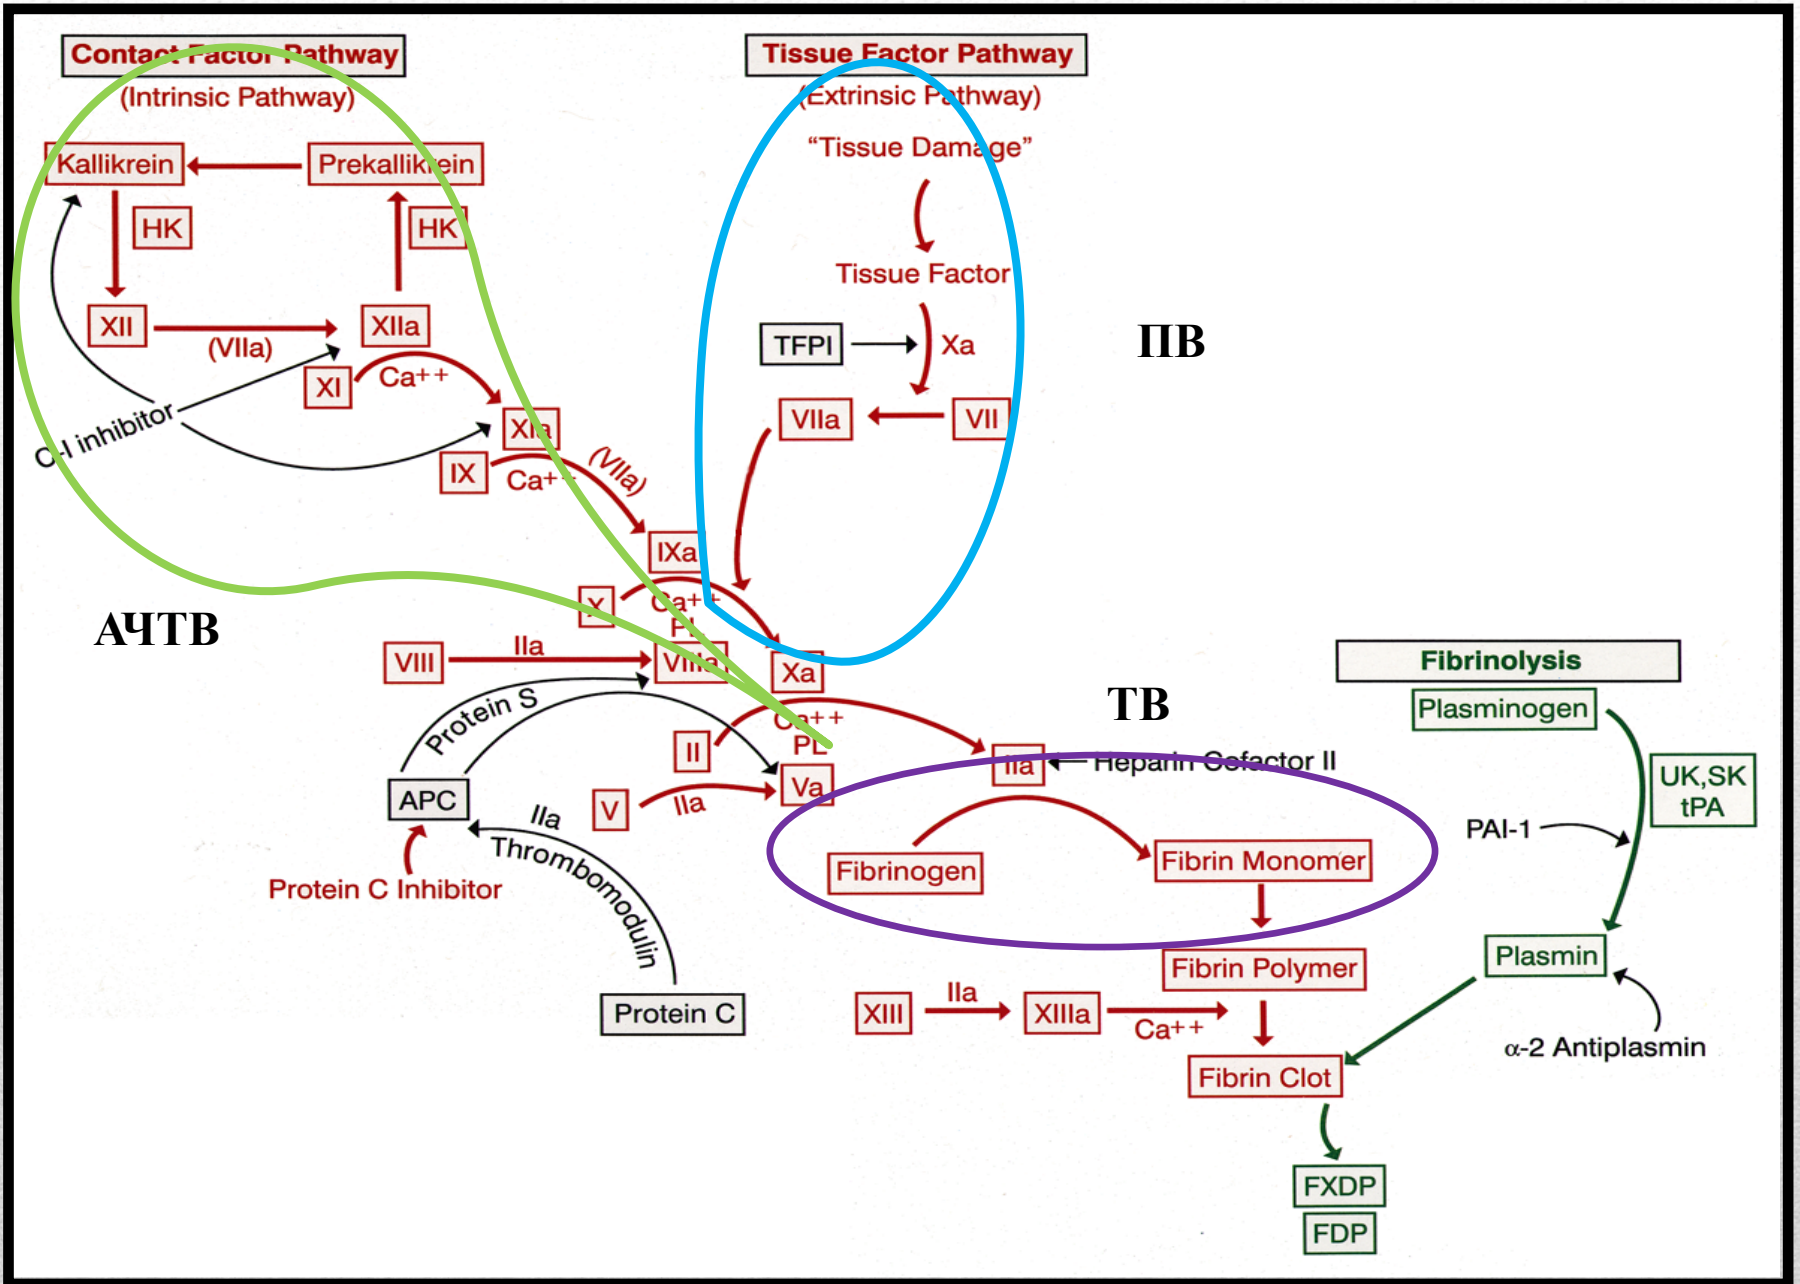 Contact Factor Pathway
(Intrinsic Pathway)
Kallikrein
Prekallikrein
HK
HK
XII
(VIIa)
XIIa
XI
Ca++
C-I inhibitor
XIa
IX
Ca++
(VIIa)
IXa
X
Ca++
PL
VIII
IIa
VIIIa
Xa
Tissue Factor Pathway
(Extrinsic Pathway)
“Tissue Damage”
Tissue Factor
TFPI
Xa
VIIa
VII
ПВ
АЧТВ
ТВ
Protein S
II
Ca++
PL
IIa
Heparin Cofactor II
V
IIa
Va
APC
IIa
Thrombomodulin
Protein C Inhibitor
Protein C
Fibrinogen
Fibrin Monomer
Fibrin Polymer
XIII
IIa
XIIIa
Ca++
Fibrin Clot
FXDP
FDP
Fibrinolysis
Plasminogen
UK,SK
tPA
PAI-1
Plasmin
α-2 Antiplasmin